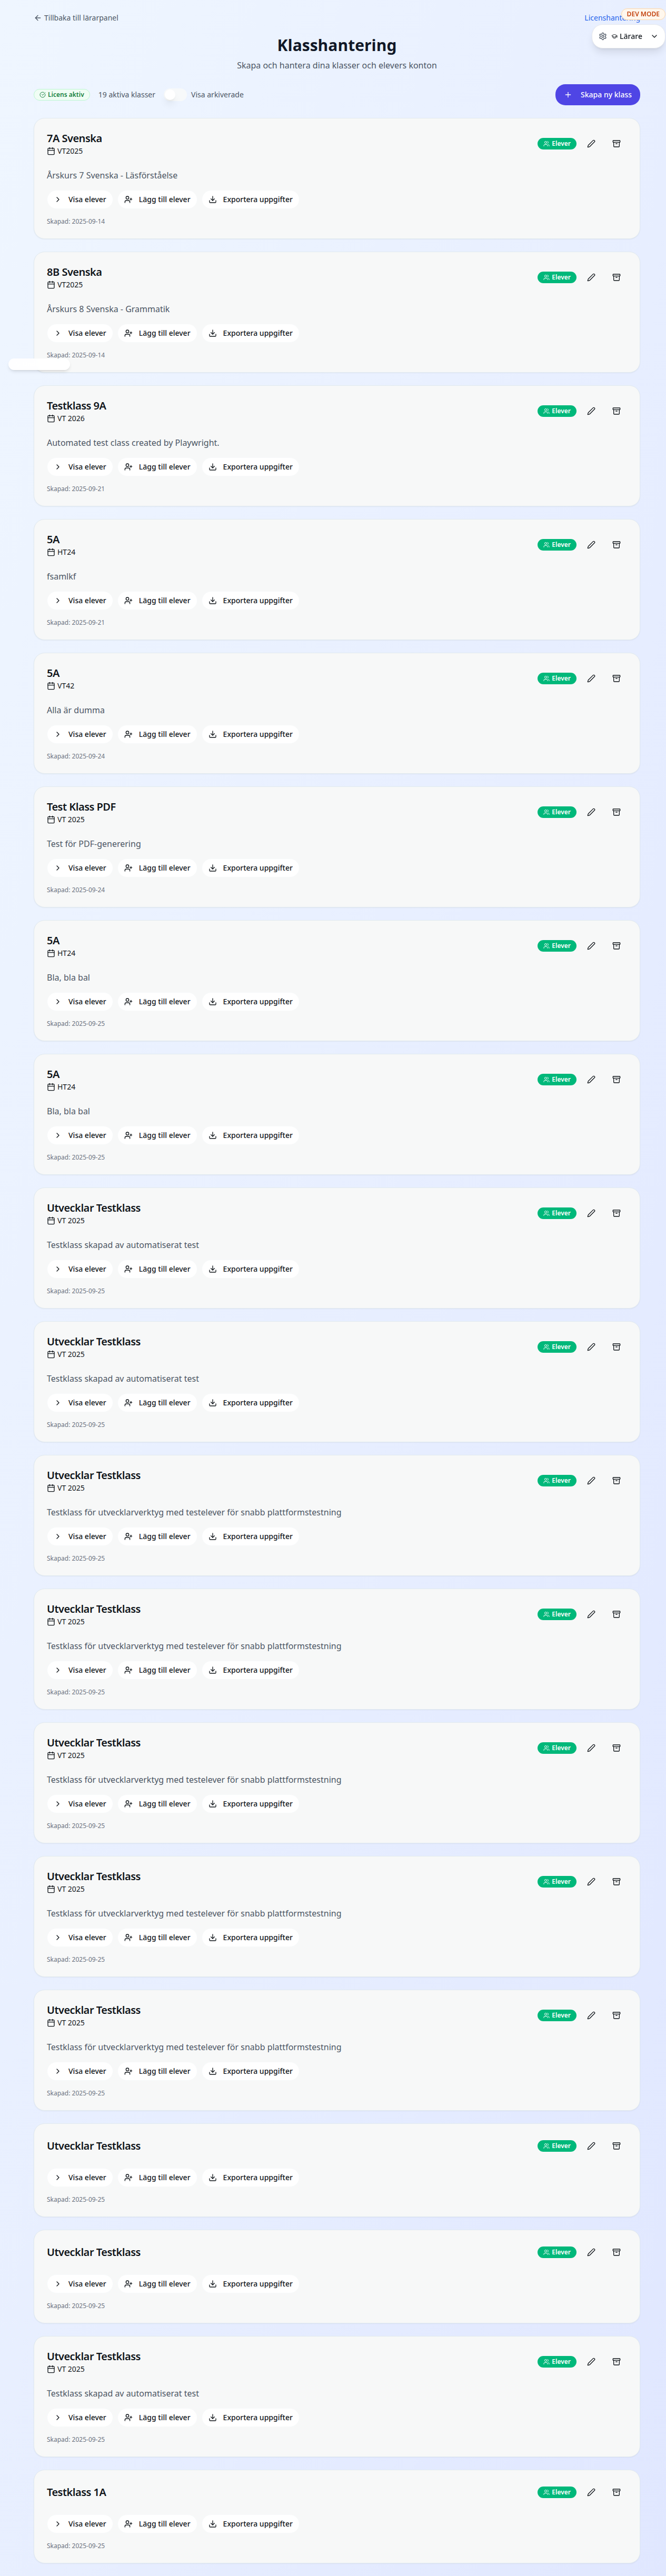 Tillbaka till lärarpanel
Licenshantering
DEV MODE
Lärare
Klasshantering
Skapa och hantera dina klasser och elevers konton
Licens aktiv 19 aktiva klasser Visa arkiverade
Skapa ny klass
7A Svenska
VT2025
Elever
Årskurs 7 Svenska - Läsförståelse
Visa elever Lägg till elever Exportera uppgifter
Skapad: 2025-09-14
8B Svenska
VT2025
Elever
Årskurs 8 Svenska - Grammatik
Visa elever Lägg till elever Exportera uppgifter
Skapad: 2025-09-14
Testklass 9A
VT 2026
Elever
Automated test class created by Playwright.
Visa elever Lägg till elever Exportera uppgifter
Skapad: 2025-09-21
5A
HT24
Elever
fsamlkf
Visa elever Lägg till elever Exportera uppgifter
Skapad: 2025-09-21
5A
VT42
Elever
Alla är dumma
Visa elever Lägg till elever Exportera uppgifter
Skapad: 2025-09-24
Test Klass PDF
VT 2025
Elever
Test för PDF-generering
Visa elever Lägg till elever Exportera uppgifter
Skapad: 2025-09-24
5A
HT24
Elever
Bla, bla bal
Visa elever Lägg till elever Exportera uppgifter
Skapad: 2025-09-25
5A
HT24
Elever
Bla, bla bal
Visa elever Lägg till elever Exportera uppgifter
Skapad: 2025-09-25
Utvecklar Testklass
VT 2025
Elever
Testklass skapad av automatiserat test
Visa elever Lägg till elever Exportera uppgifter
Skapad: 2025-09-25
Utvecklar Testklass
VT 2025
Elever
Testklass skapad av automatiserat test
Visa elever Lägg till elever Exportera uppgifter
Skapad: 2025-09-25
Utvecklar Testklass
VT 2025
Elever
Testklass för utvecklarverktyg med testelever för snabb plattformstestning
Visa elever Lägg till elever Exportera uppgifter
Skapad: 2025-09-25
Utvecklar Testklass
VT 2025
Elever
Testklass för utvecklarverktyg med testelever för snabb plattformstestning
Visa elever Lägg till elever Exportera uppgifter
Skapad: 2025-09-25
Utvecklar Testklass
VT 2025
Elever
Testklass för utvecklarverktyg med testelever för snabb plattformstestning
Visa elever Lägg till elever Exportera uppgifter
Skapad: 2025-09-25
Utvecklar Testklass
VT 2025
Elever
Testklass för utvecklarverktyg med testelever för snabb plattformstestning
Visa elever Lägg till elever Exportera uppgifter
Skapad: 2025-09-25
Utvecklar Testklass
VT 2025
Elever
Testklass för utvecklarverktyg med testelever för snabb plattformstestning
Visa elever Lägg till elever Exportera uppgifter
Skapad: 2025-09-25
Utvecklar Testklass
Elever
Visa elever Lägg till elever Exportera uppgifter
Skapad: 2025-09-25
Utvecklar Testklass
Elever
Visa elever Lägg till elever Exportera uppgifter
Skapad: 2025-09-25
Utvecklar Testklass
VT 2025
Elever
Testklass skapad av automatiserat test
Visa elever Lägg till elever Exportera uppgifter
Skapad: 2025-09-25
Testklass 1A
Elever
Visa elever Lägg till elever Exportera uppgifter
Skapad: 2025-09-25